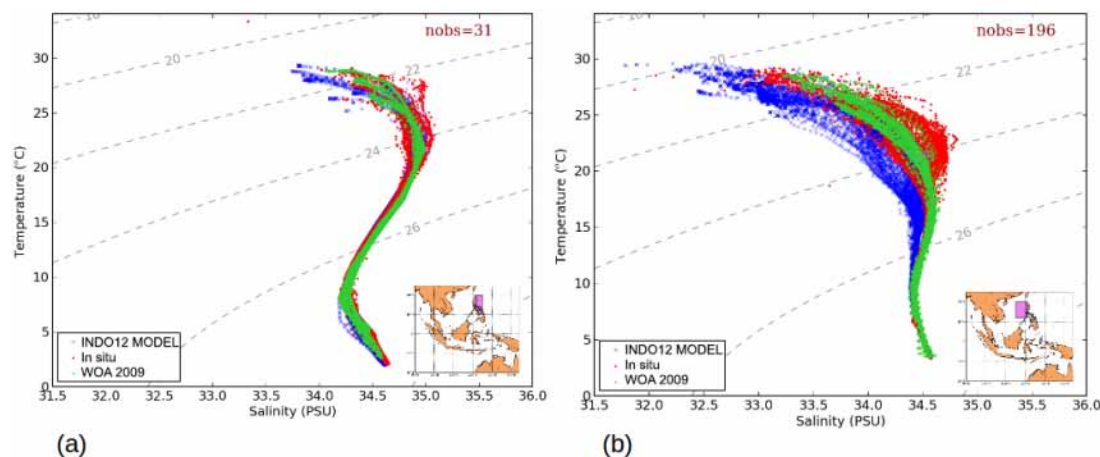 nobs=31
18
20
22
24
26
30
25
20
15
10
5
0
Temperature (°C)
INDO12 MODEL
In situ
WOA 2009
31.5 32.0 32.5 33.0 33.5 34.0 34.5 35.0 35.5 36.0
Salinity (PSU)
(a)
nobs=196
20
22
24
26
30
25
20
15
10
5
0
Temperature (°C)
INDO12 MODEL
In situ
WOA 2009
31.5 32.0 32.5 33.0 33.5 34.0 34.5 35.0 35.5 36.0
Salinity (PSU)
(b)